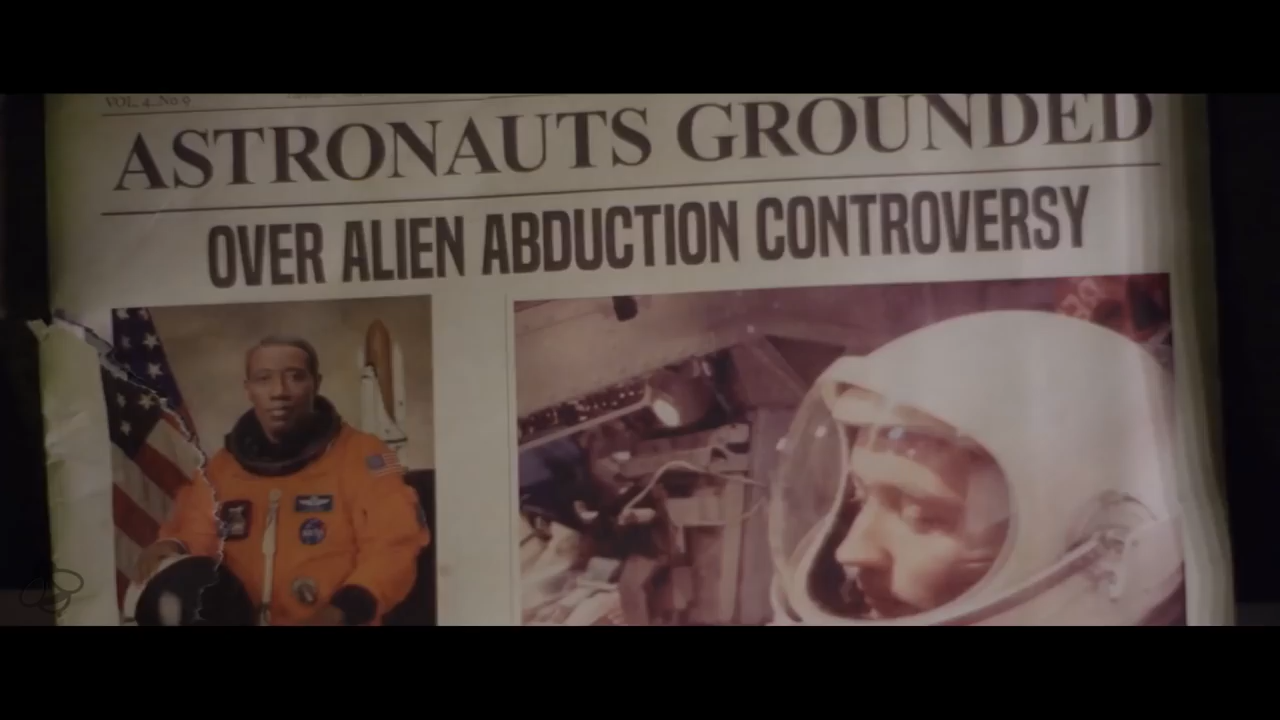 VOL. 4..No. 9
ASTRONAUTS GROUNDED
OVER ALIEN ABDUCTION CONTROVERSY